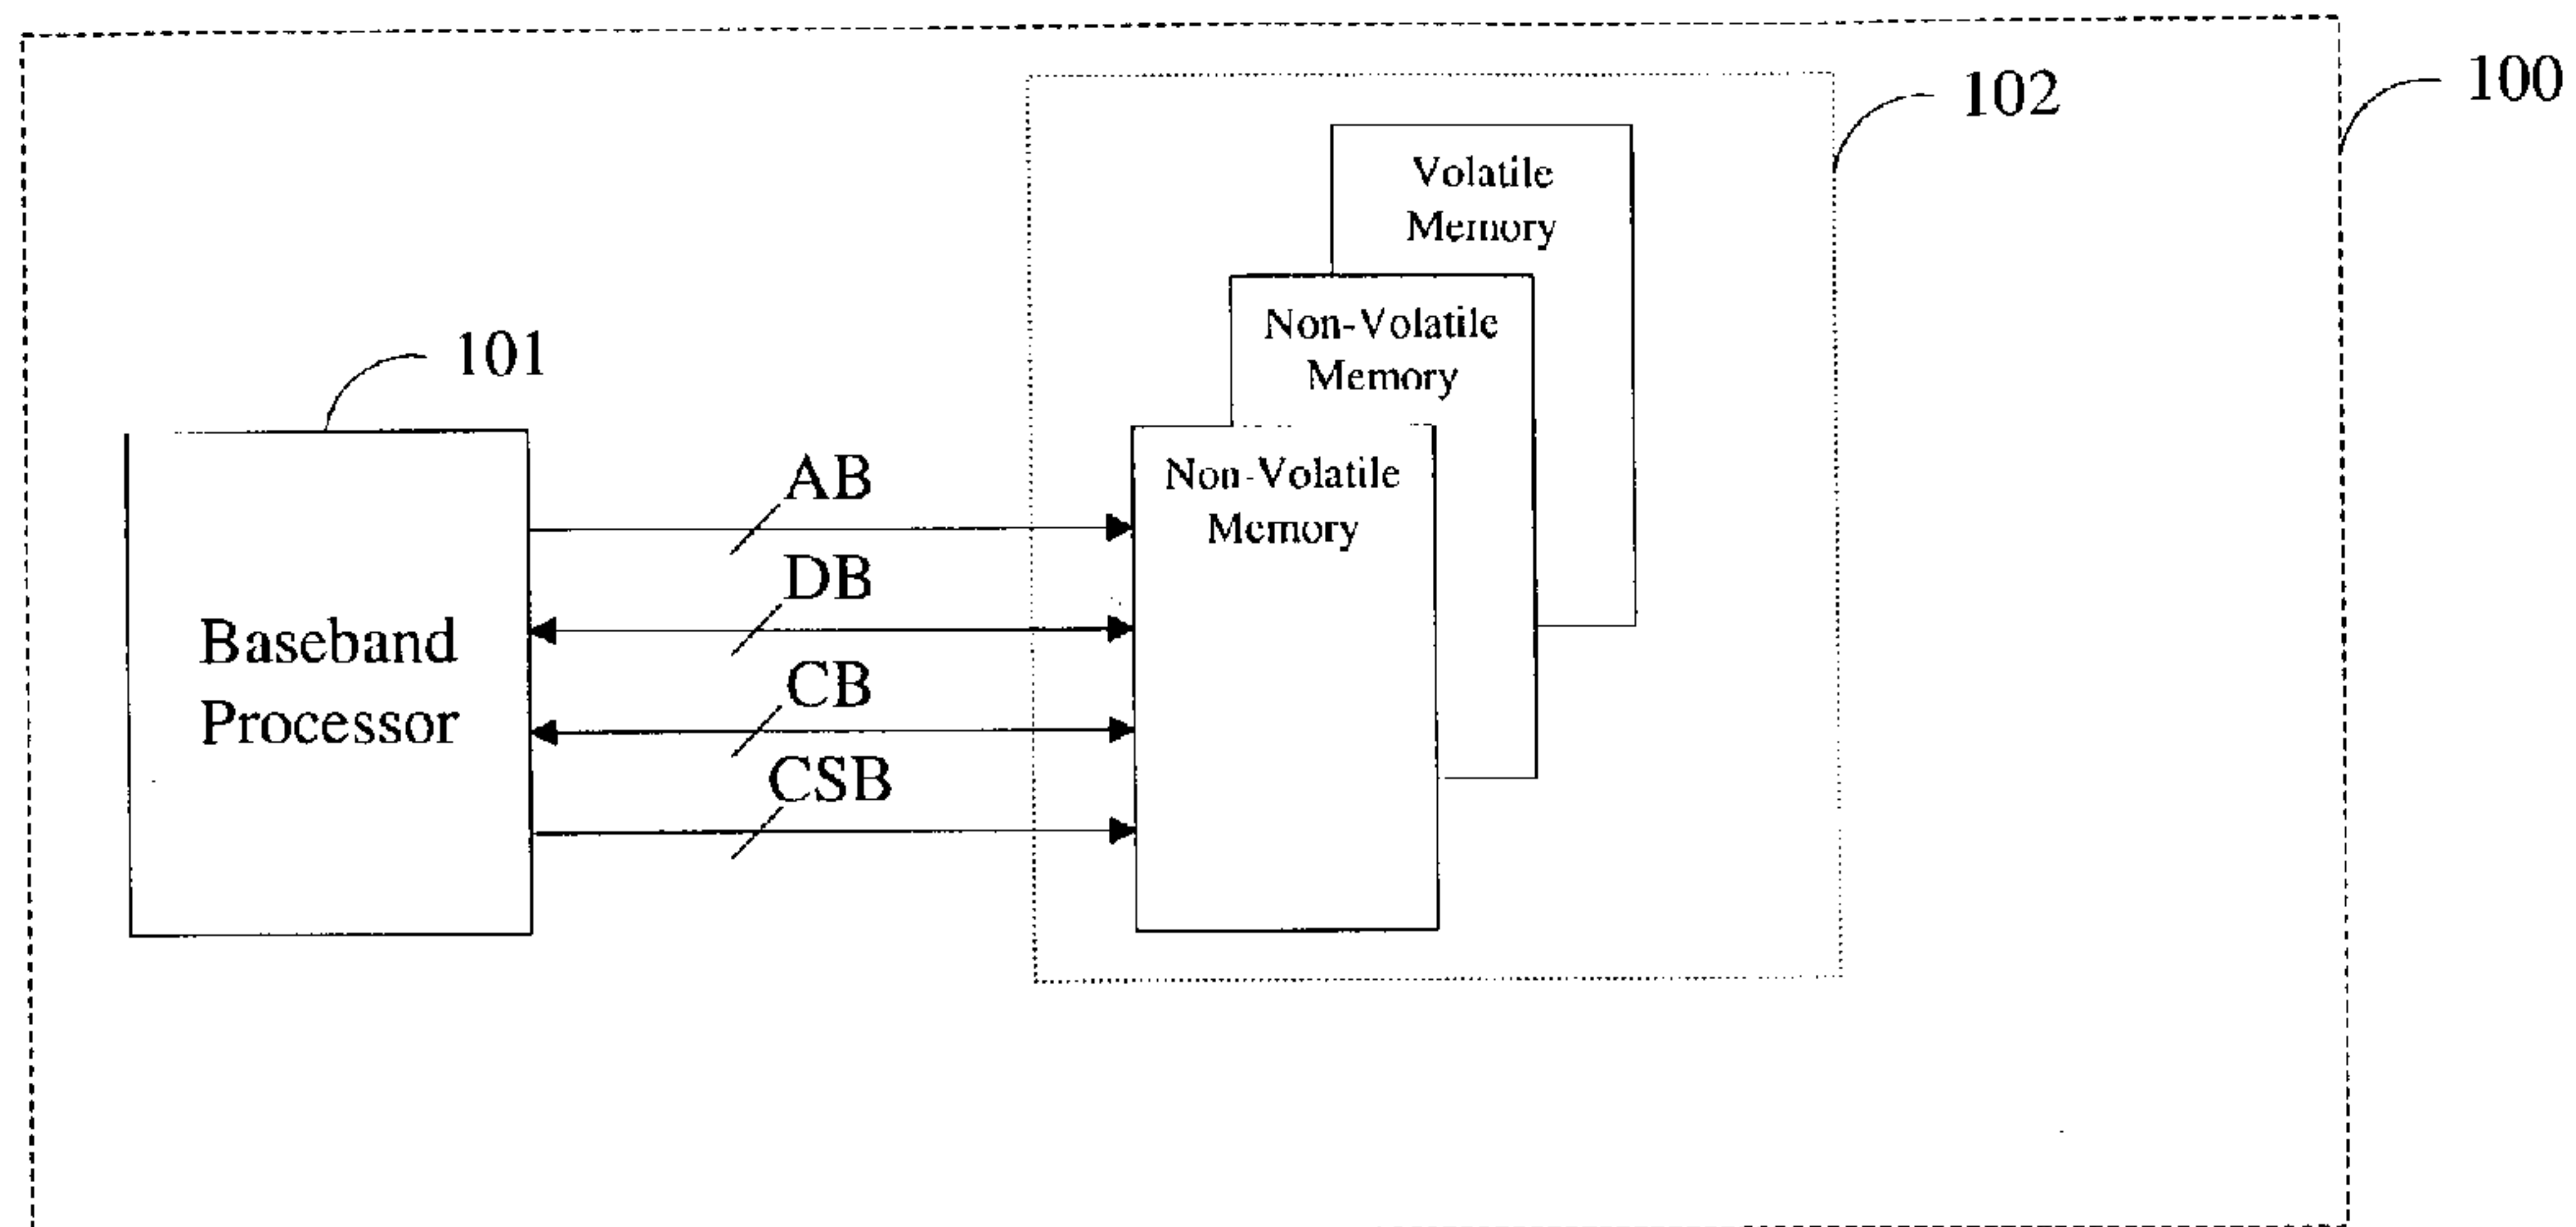 100
102
Volatile
Memory
Non-Volatile
Memory
101
Non-Volatile
Memory
AB
DB
CB
CSB
Baseband
Processor